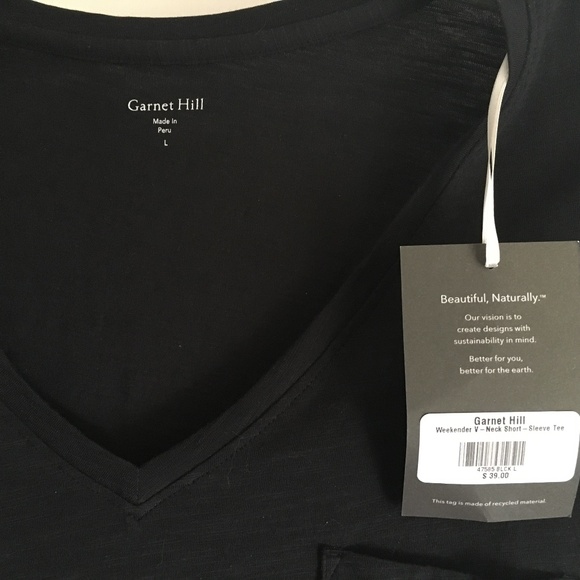 Garnet Hill
Made In
Peru
L
Beautiful, Naturally.™
Our vision is to
create designs with
sustainability in mind.
Better for you,
better for the earth.
Garnet Hill
Weekender V-Neck Short-Sleeve Tee
47585 BLCK L
$ 39.00
This tag is made of recycled material.